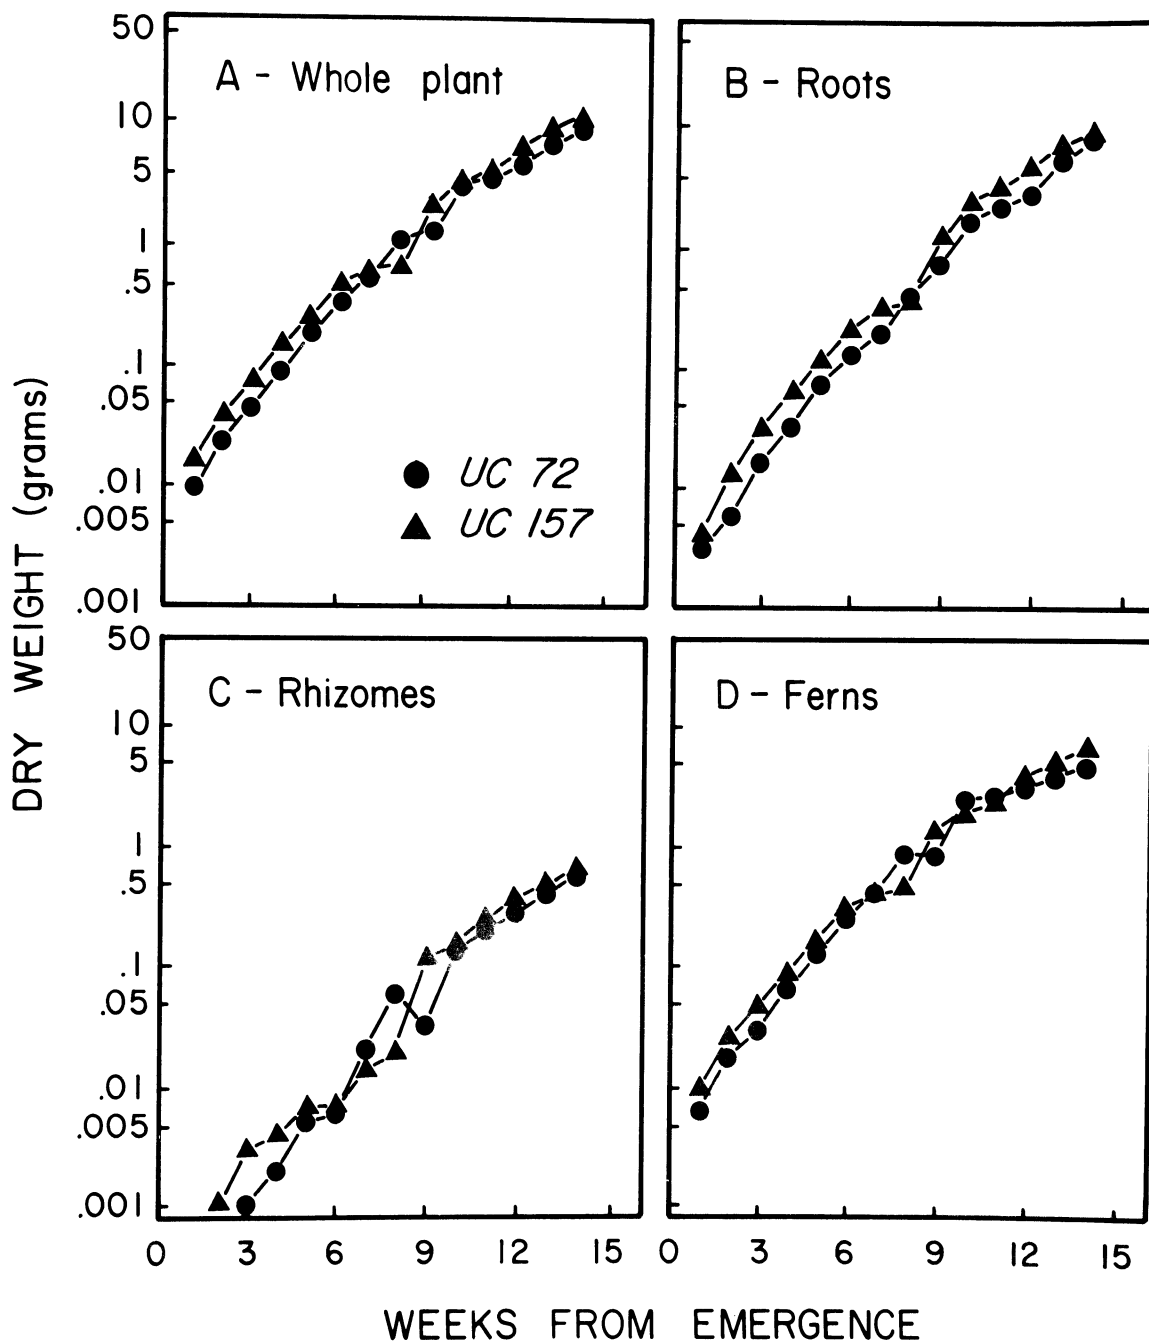 50
A - Whole plant
B - Roots
10
5
1
.5
.1
.05
.01
.005
.001
UC 72
UC 157
DRY WEIGHT (grams)
50
C - Rhizomes
D - Ferns
10
5
1
.5
.1
.05
.01
.005
.001
0 3 6 9 12 15
0 3 6 9 12 15
WEEKS FROM EMERGENCE